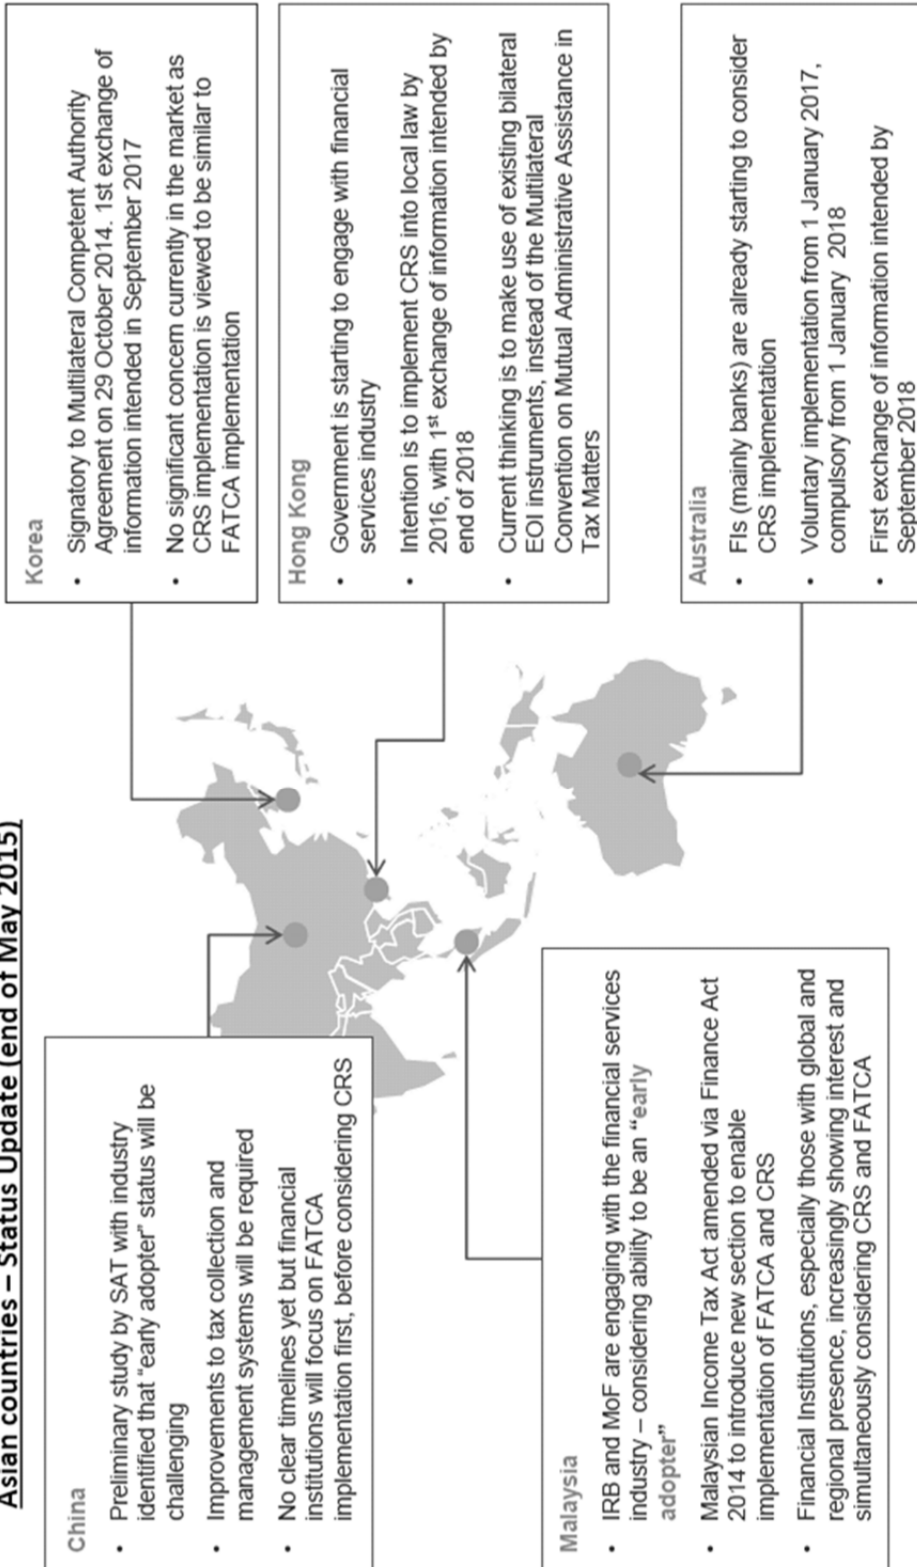 Asian countries – Status Update (end of May 2015)
China
• Preliminary study by SAT with industry
identified that “early adopter” status will be
challenging
• Improvements to tax collection and
management systems will be required
• No clear timelines yet but financial
institutions will focus on FATCA
implementation first, before considering CRS
Korea
• Signatory to Multilateral Competent Authority
Agreement on 29 October 2014. 1st exchange of
information intended in September 2017
• No significant concern currently in the market as
CRS implementation is viewed to be similar to
FATCA implementation
Hong Kong
• Government is starting to engage with financial
services industry
• Intention is to implement CRS into local law by
2016, with 1st exchange of information intended by
end of 2018
• Current thinking is to make use of existing bilateral
EOI instruments, instead of the Multilateral
Convention on Mutual Administrative Assistance in
Tax Matters
Malaysia
• IRB and MoF are engaging with the financial services
industry – considering ability to be an “early
adopter”
• Malaysian Income Tax Act amended via Finance Act
2014 to introduce new section to enable
implementation of FATCA and CRS
• Financial Institutions, especially those with global and
regional presence, increasingly showing interest and
simultaneously considering CRS and FATCA
Australia
• FIs (mainly banks) are already starting to consider
CRS implementation
• Voluntary implementation from 1 January 2017,
compulsory from 1 January 2018
• First exchange of information intended by
September 2018